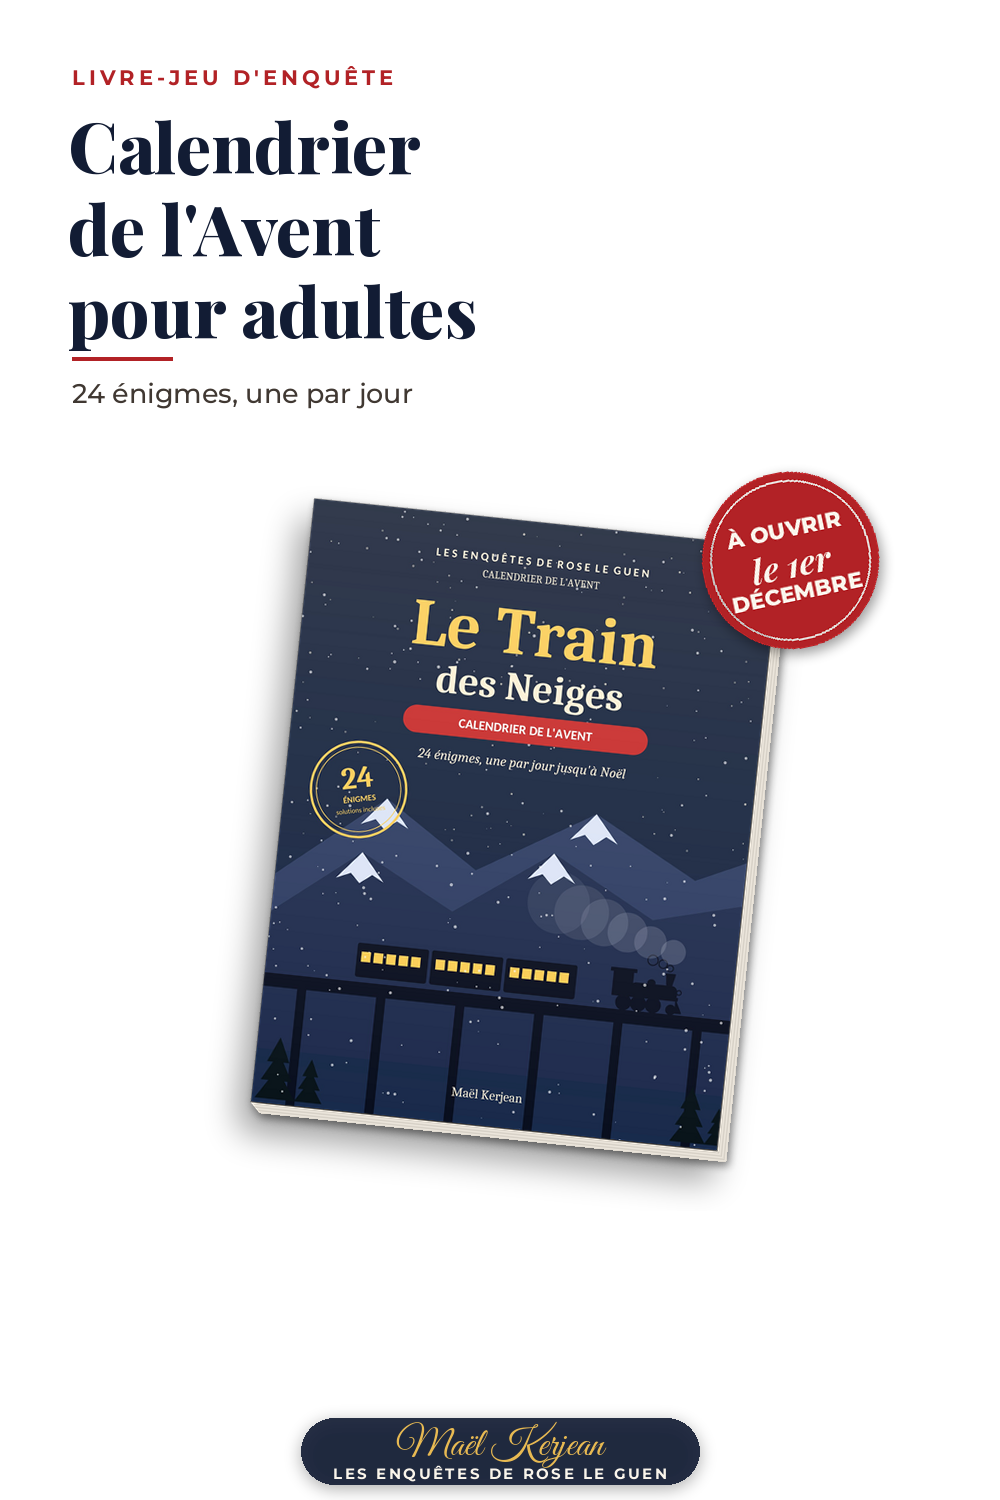 LIVRE-JEU D'ENQUÊTE
Calendrier
de l'Avent
pour adultes
24 énigmes, une par jour
À OUVRIR
le 1er
DÉCEMBRE
LES ENQUÊTES DE ROSE LE GUEN
CALENDRIER DE L'AVENT
Le Train
des Neiges
CALENDRIER DE L'AVENT
24 énigmes, une par jour jusqu'à Noël
24
ÉNIGMES
solutions
Maël Kerjean
Maël Kerjean
LES ENQUÊTES DE ROSE LE GUEN